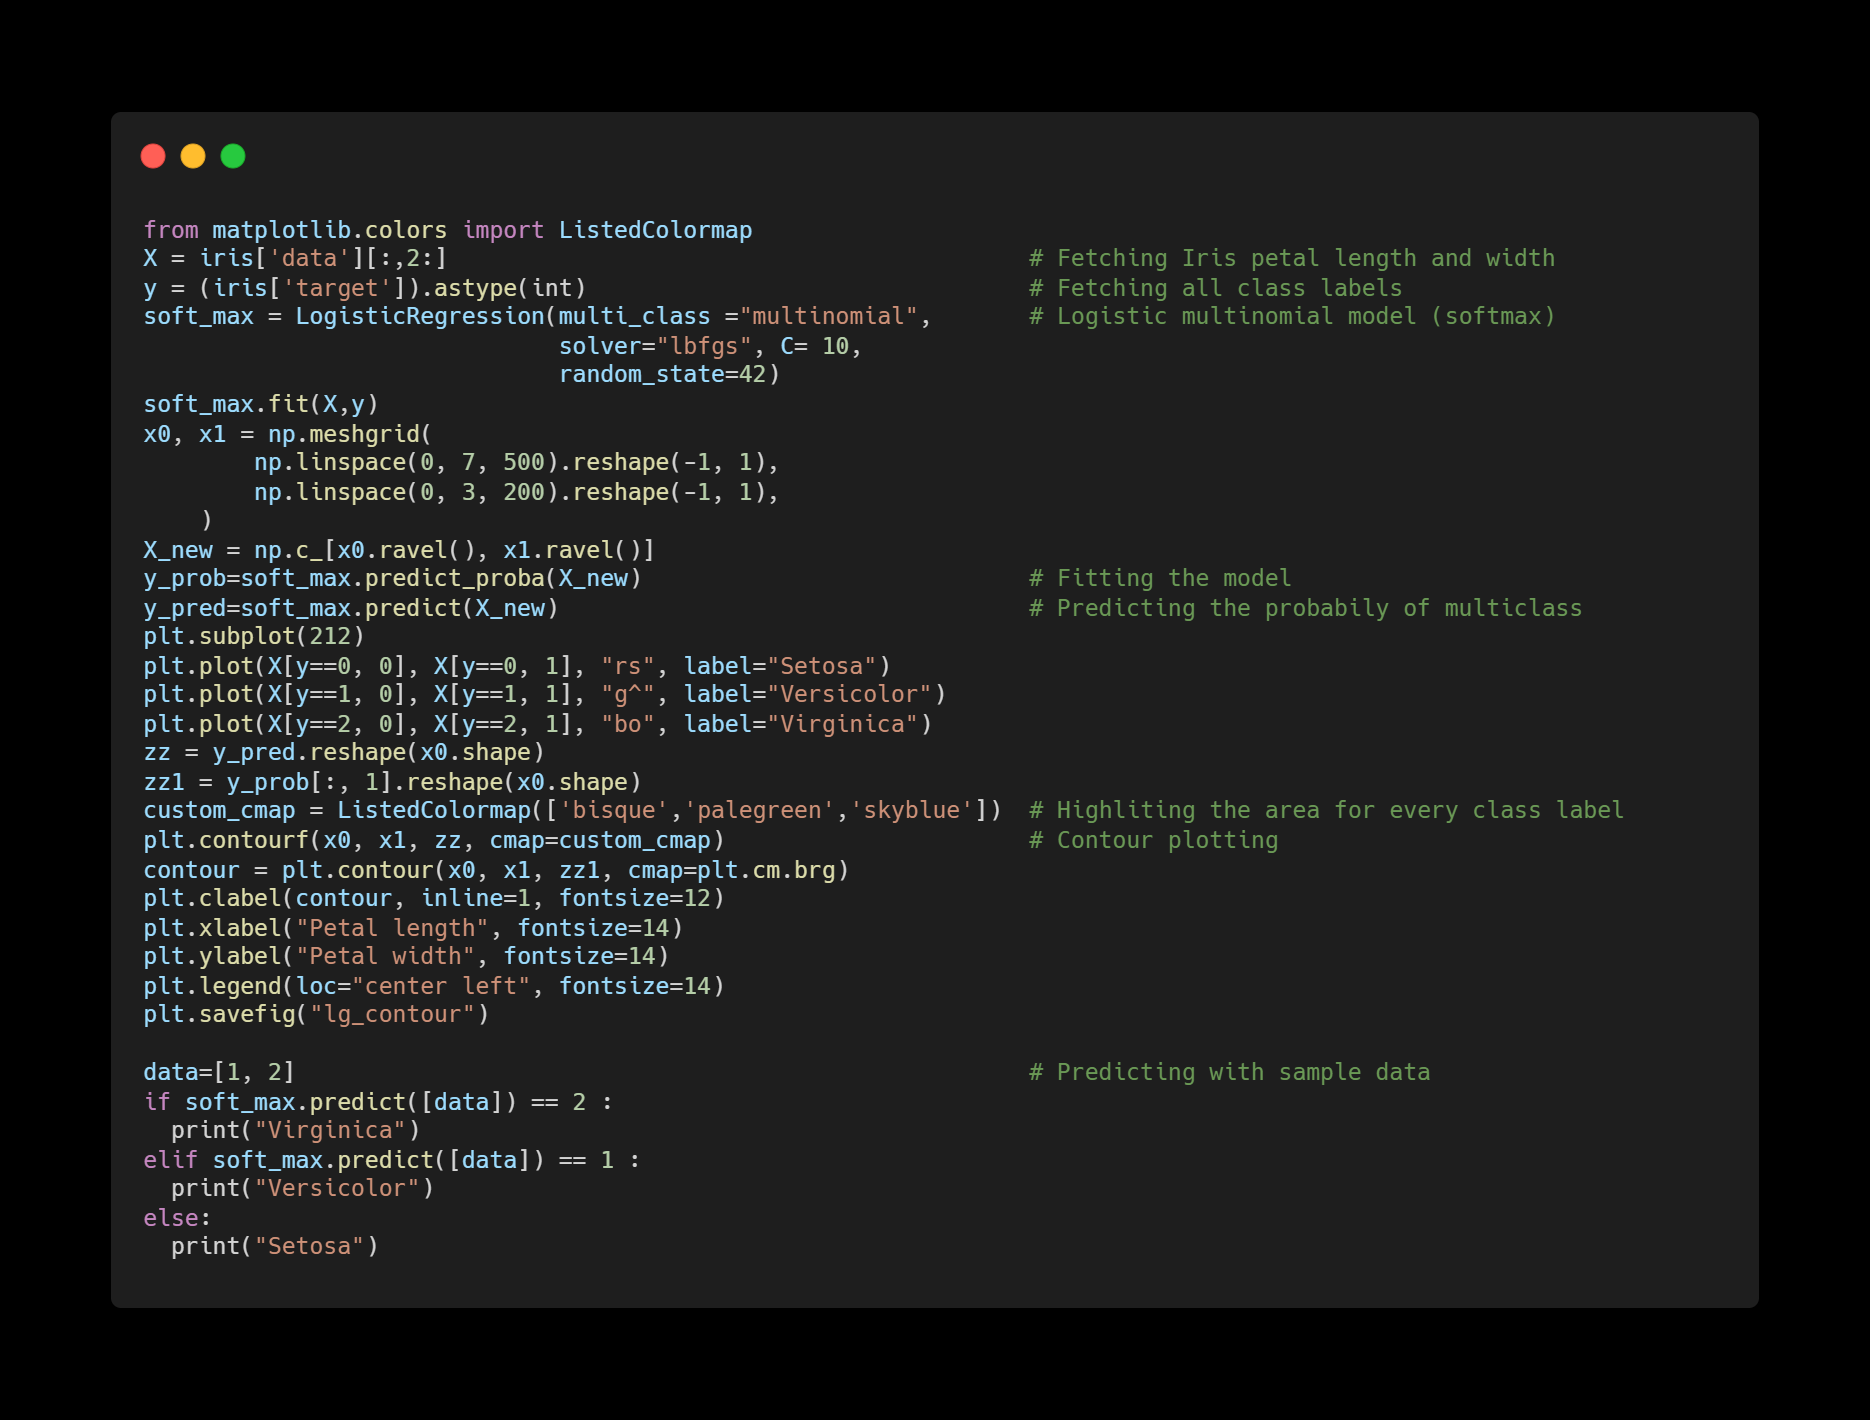 from matplotlib.colors import ListedColormap
X = iris['data'][:,2:]                                          # Fetching Iris petal length and width
y = (iris['target']).astype(int)                                # Fetching all class labels
soft_max = LogisticRegression(multi_class ="multinomial",       # Logistic multinomial model (softmax)
                              solver="lbfgs", C= 10,
                              random_state=42)
soft_max.fit(X,y)
x0, x1 = np.meshgrid(
        np.linspace(0, 7, 500).reshape(-1, 1),
        np.linspace(0, 3, 200).reshape(-1, 1),
    )
X_new = np.c_[x0.ravel(), x1.ravel()]
y_prob=soft_max.predict_proba(X_new)                            # Fitting the model
y_pred=soft_max.predict(X_new)                                  # Predicting the probabily of multiclass
plt.subplot(212)
plt.plot(X[y==0, 0], X[y==0, 1], "rs", label="Setosa")
plt.plot(X[y==1, 0], X[y==1, 1], "g^", label="Versicolor")
plt.plot(X[y==2, 0], X[y==2, 1], "bo", label="Virginica")
zz = y_pred.reshape(x0.shape)
zz1 = y_prob[:, 1].reshape(x0.shape)
custom_cmap = ListedColormap(['bisque','palegreen','skyblue'])  # Highliting the area for every class label
plt.contourf(x0, x1, zz, cmap=custom_cmap)                      # Contour plotting
contour = plt.contour(x0, x1, zz1, cmap=plt.cm.brg)
plt.clabel(contour, inline=1, fontsize=12)
plt.xlabel("Petal length", fontsize=14)
plt.ylabel("Petal width", fontsize=14)
plt.legend(loc="center left", fontsize=14)
plt.savefig("lg_contour")
data=[1, 2]                                                     # Predicting with sample data
if soft_max.predict([data]) == 2 :
  print("Virginica")
elif soft_max.predict([data]) == 1 :
  print("Versicolor")
else:
  print("Setosa")